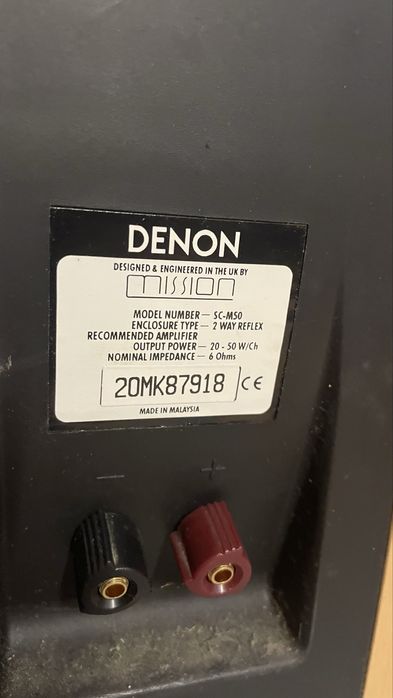 DENON
DESIGNED & ENGINEERED IN THE UK BY
mission
MODEL NUMBER — SC-M50
ENCLOSURE TYPE — 2 WAY REFLEX
RECOMMENDED AMPLIFIER
OUTPUT POWER — 20 - 50 W/Ch
NOMINAL IMPEDANCE — 6 Ohms
20MK87918 CE
MADE IN MALAYSIA
— +